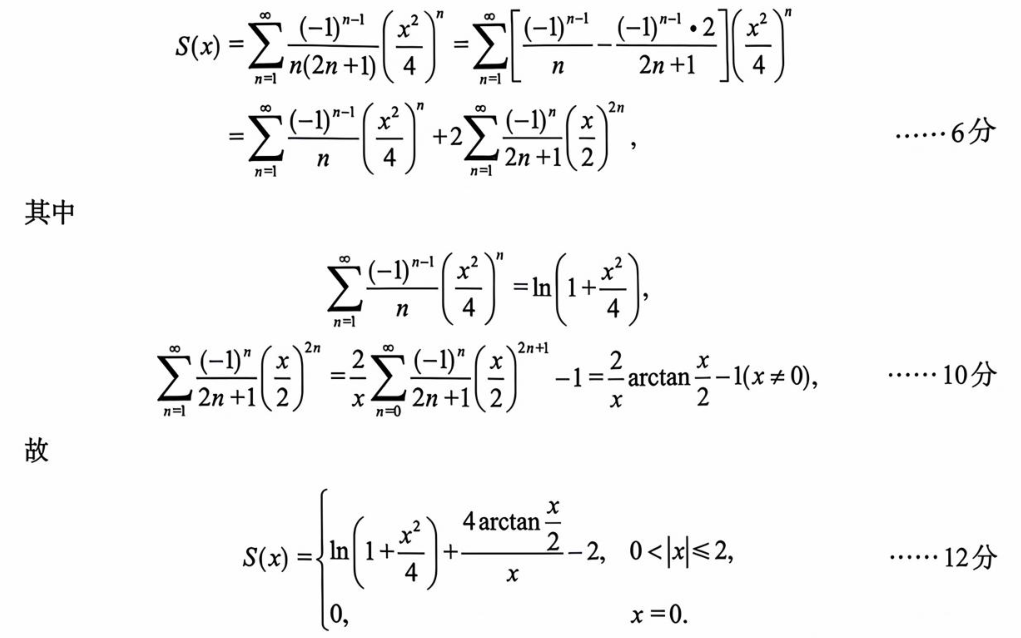 S(x) = \sum_{n=1}^{\infty} \frac{(-1)^{n-1}}{n(2n+1)} \left(\frac{x^2}{4}\right)^n = \sum_{n=1}^{\infty} \left[ \frac{(-1)^{n-1}}{n} - \frac{(-1)^{n-1} \cdot 2}{2n+1} \right] \left(\frac{x^2}{4}\right)^n
= \sum_{n=1}^{\infty} \frac{(-1)^{n-1}}{n} \left(\frac{x^2}{4}\right)^n + 2 \sum_{n=1}^{\infty} \frac{(-1)^n}{2n+1} \left(\frac{x}{2}\right)^{2n}, ……6分
其中
\sum_{n=1}^{\infty} \frac{(-1)^{n-1}}{n} \left(\frac{x^2}{4}\right)^n = \ln\left(1+\frac{x^2}{4}\right),
\sum_{n=1}^{\infty} \frac{(-1)^n}{2n+1} \left(\frac{x}{2}\right)^{2n} = \frac{2}{x} \sum_{n=0}^{\infty} \frac{(-1)^n}{2n+1} \left(\frac{x}{2}\right)^{2n+1} - 1 = \frac{2}{x} \arctan \frac{x}{2} - 1 (x \neq 0), ……10分
故
S(x) = \begin{cases} \ln\left(1+\frac{x^2}{4}\right) + \frac{4\arctan\frac{x}{2}}{x} - 2, & 0<|x|\leqslant 2, \\ 0, & x=0. \end{cases} ……12分